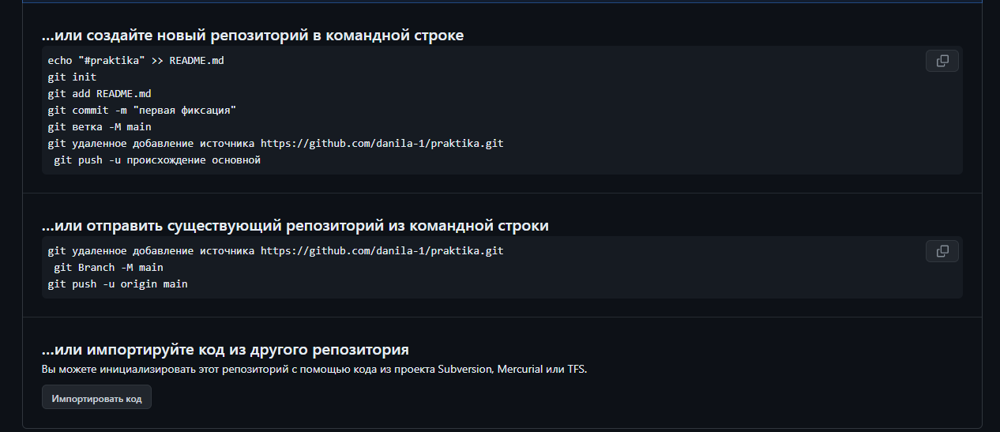 ...или создайте новый репозиторий в командной строке
echo "#praktika" >> README.md
git init
git add README.md
git commit -m "первая фиксация"
git ветка -M main
git удаленное добавление источника https://github.com/danila-1/praktika.git
git push -u происхождение основной
...или отправить существующий репозиторий из командной строки
git удаленное добавление источника https://github.com/danila-1/praktika.git
git Branch -M main
git push -u origin main
...или импортируйте код из другого репозитория
Вы можете инициализировать этот репозиторий с помощью кода из проекта Subversion, Mercurial или TFS.
Импортировать код